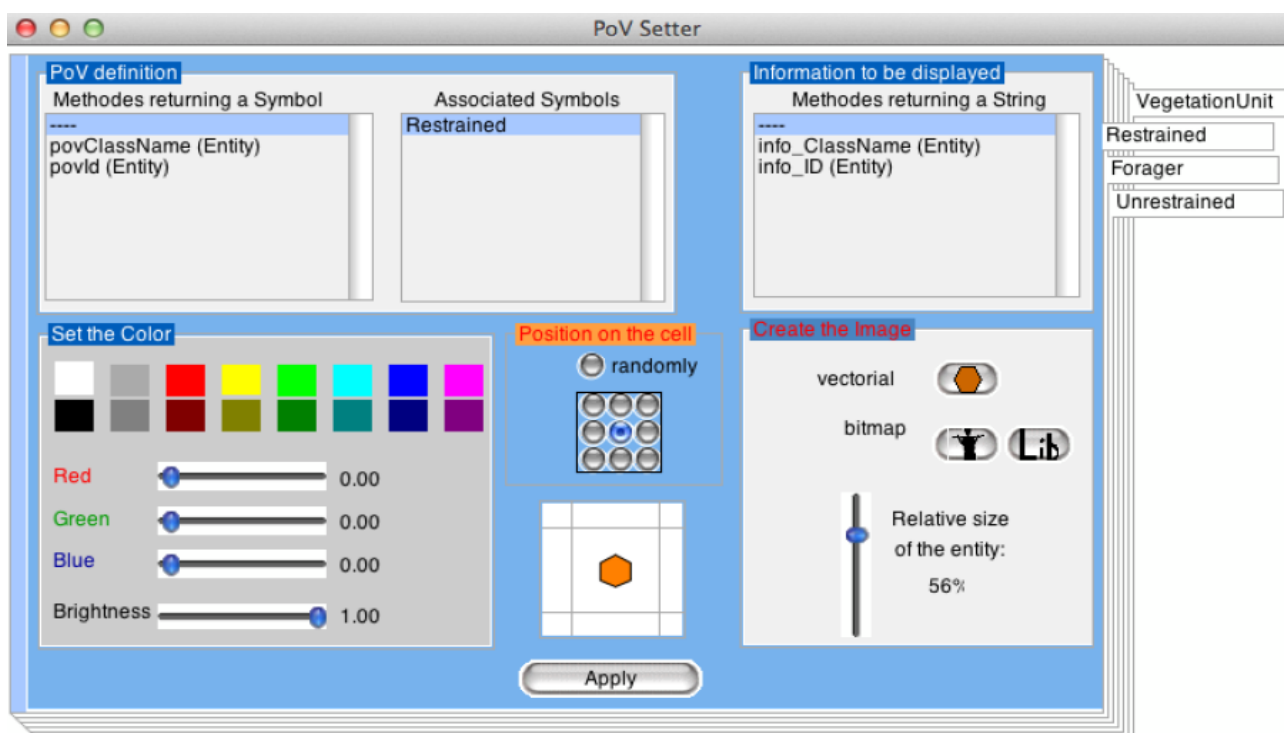 PoV Setter
PoV definition
Methodes returning a Symbol
----
povClassName (Entity)
povId (Entity)
Associated Symbols
Restrained
Information to be displayed
Methodes returning a String
----
info_ClassName (Entity)
info_ID (Entity)
VegetationUnit
Restrained
Forager
Unrestrained
Set the Color
Red
0.00
Green
0.00
Blue
0.00
Brightness
1.00
Position on the cell
randomly
Create the Image
vectorial
bitmap
Lib
Relative size
of the entity:
56%
Apply